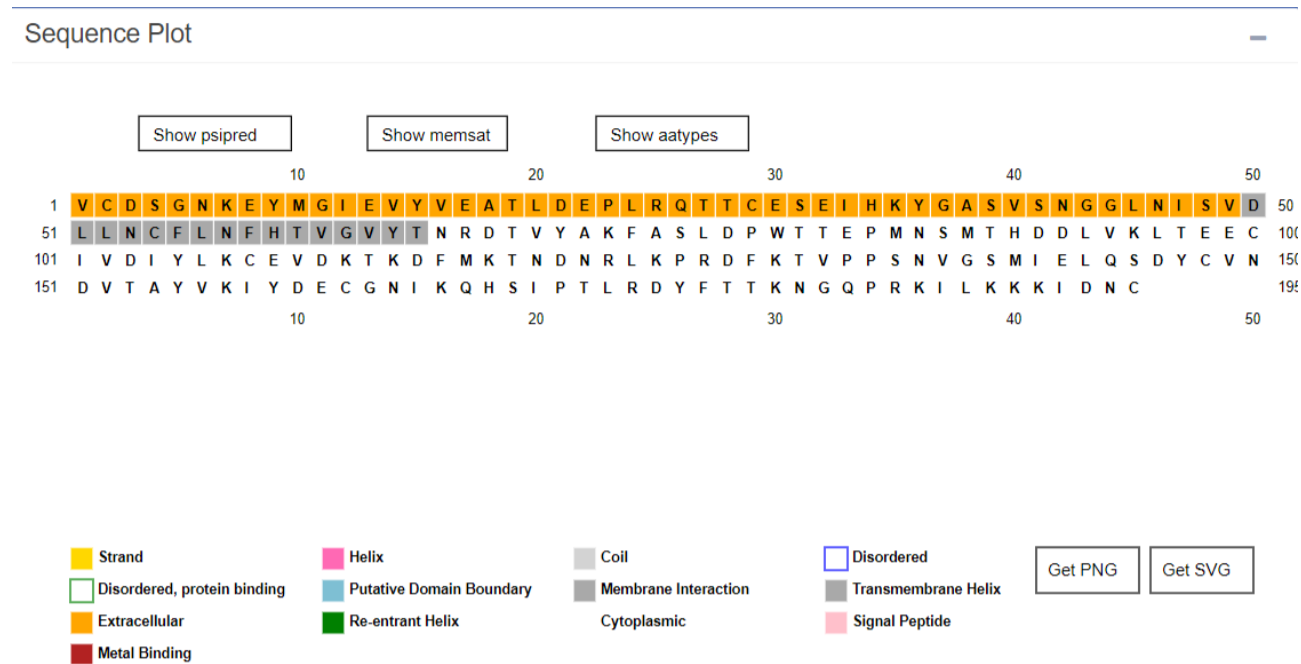 Sequence Plot
Show psipred Show memsat Show aatypes
10 20 30 40 50
1 V C D S G N K E Y M G I E V Y V E A T L D E P L R Q T T C E S E I H K Y G A S V S N G G L N I S V D 50
51 L L N C F L N F H T V G V Y T N R D T V Y A K F A S L D P W T T E P M N S M T H D D L V K L T E E C 100
101 I V D I Y L K C E V D K T K D F M K T N D N R L K P R D F K T V P P S N V G S M I E L Q S D Y C V N 150
151 D V T A Y V K I Y D E C G N I K Q H S I P T L R D Y F T T K N G Q P R K I L K K K I D N C 195
10 20 30 40 50
Strand Helix Coil Disordered
Get PNG Get SVG
Disordered, protein binding Putative Domain Boundary Membrane Interaction Transmembrane Helix
Extracellular Re-entrant Helix Cytoplasmic Signal Peptide
Metal Binding